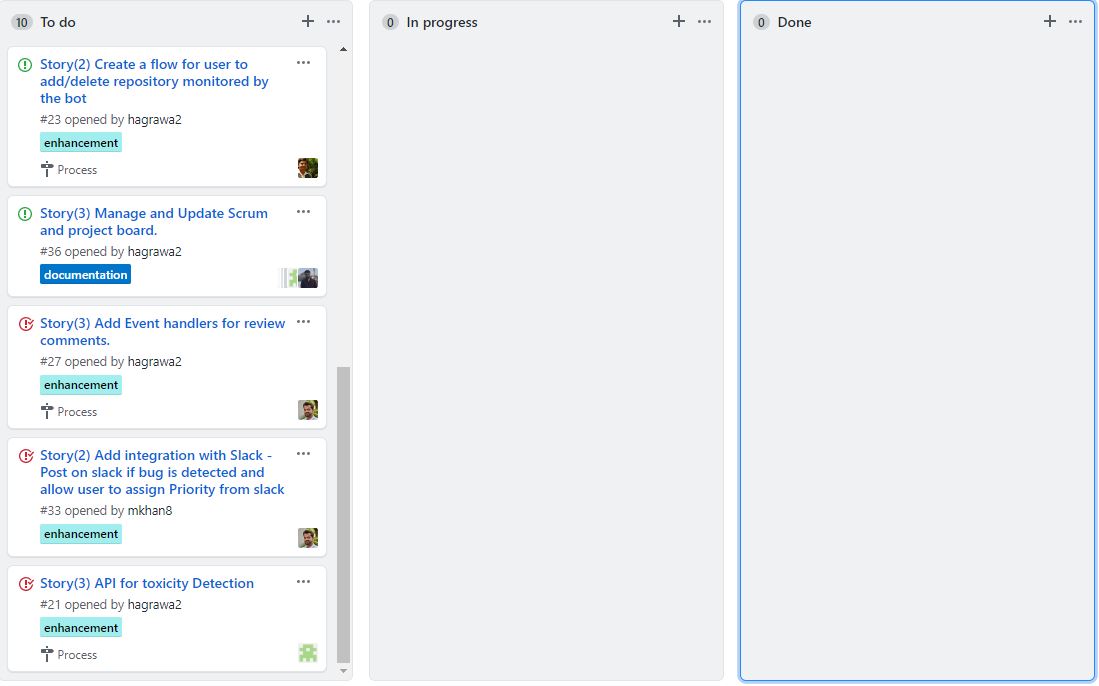 10 To do
Story(2) Create a flow for user to
add/delete repository monitored by
the bot
#23 opened by hagrawa2
enhancement
Process
Story(3) Manage and Update Scrum
and project board.
#36 opened by hagrawa2
documentation
Story(3) Add Event handlers for review
comments.
#27 opened by hagrawa2
enhancement
Process
Story(2) Add integration with Slack -
Post on slack if bug is detected and
allow user to assign Priority from slack
#33 opened by mkhan8
enhancement
Story(3) API for toxicity Detection
#21 opened by hagrawa2
enhancement
Process
0 In progress
0 Done